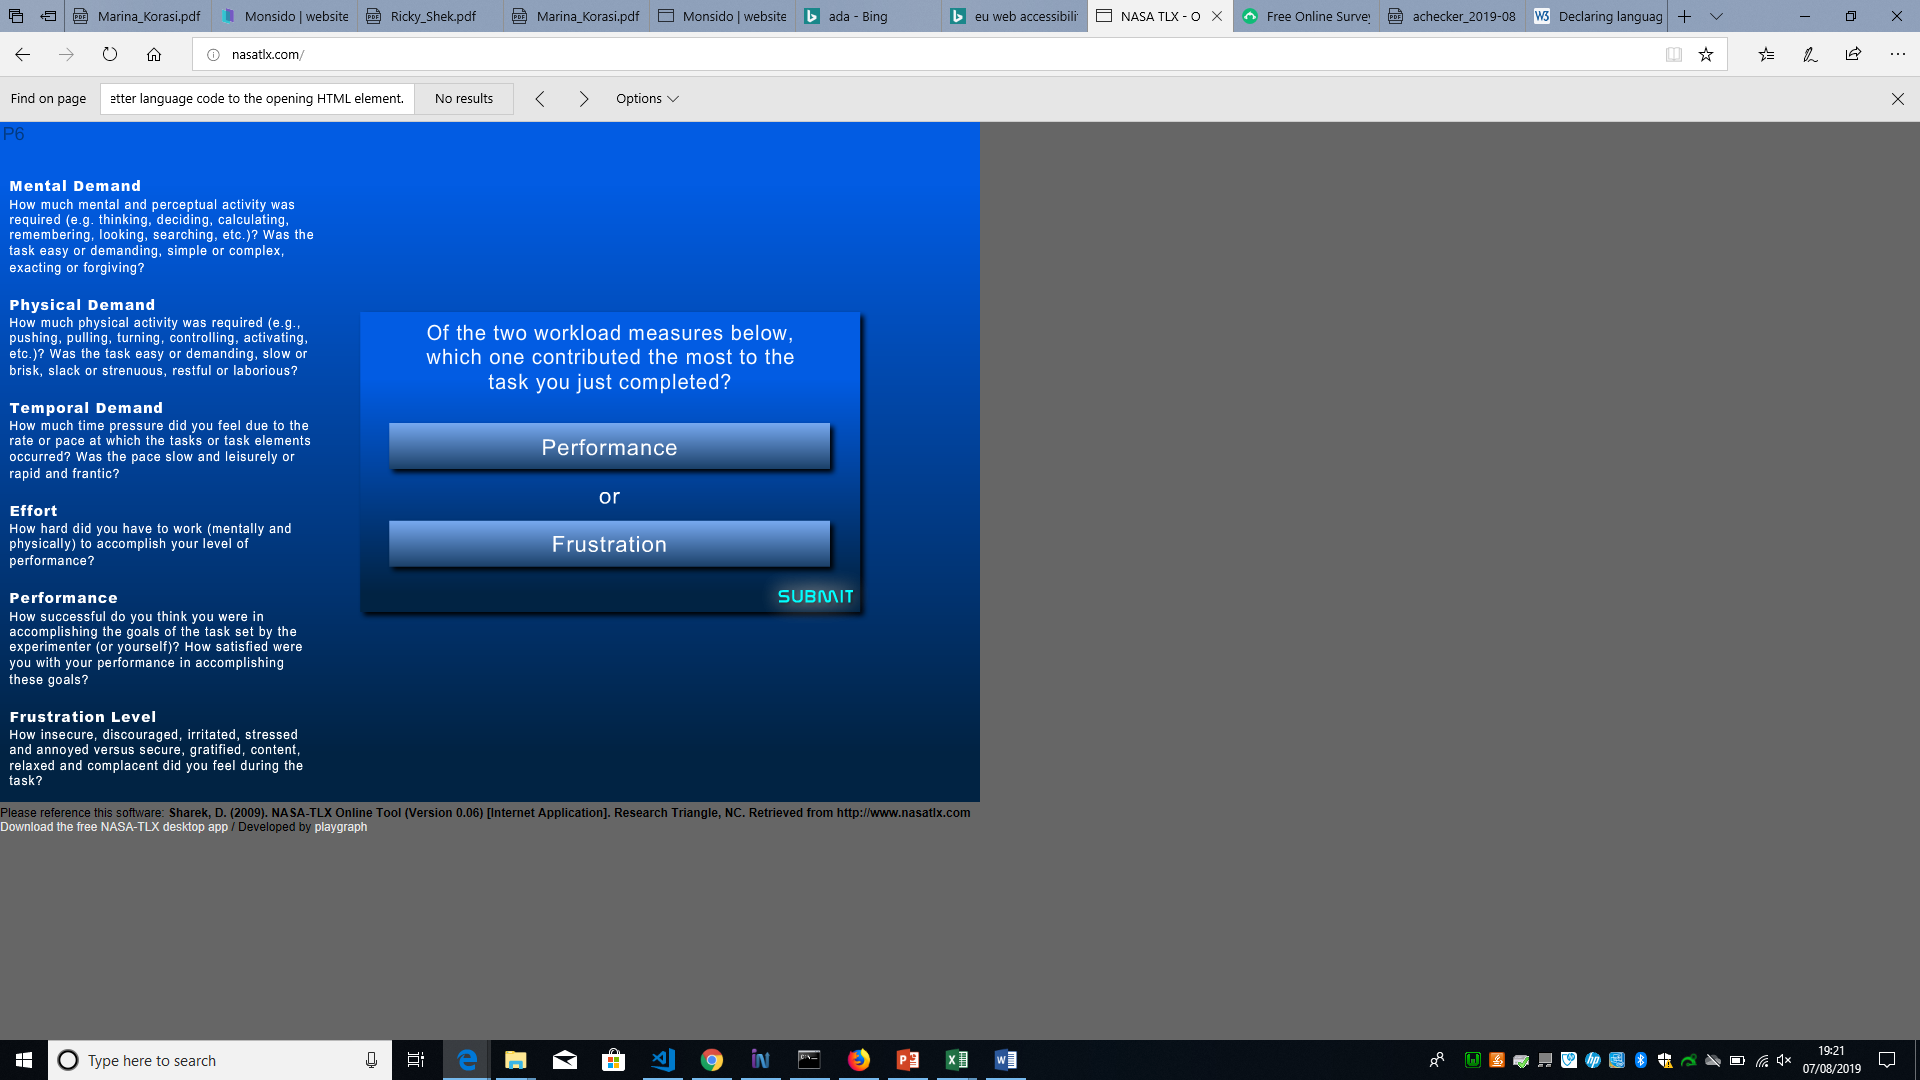 Marina_Korasi.pdf
Monsido | website
Ricky_Shek.pdf
Marina_Korasi.pdf
Monsido | website
ada - Bing
eu web accessibili
NASA TLX - O
Free Online Survey
achecker_2019-08
Declaring languag
nasatlx.com/
Find on page
etter language code to the opening HTML element.
No results
Options
P6
Mental Demand
How much mental and perceptual activity was
required (e.g. thinking, deciding, calculating,
remembering, looking, searching, etc.)? Was the
task easy or demanding, simple or complex,
exacting or forgiving?
Physical Demand
How much physical activity was required (e.g.,
pushing, pulling, turning, controlling, activating,
etc.)? Was the task easy or demanding, slow or
brisk, slack or strenuous, restful or laborious?
Temporal Demand
How much time pressure did you feel due to the
rate or pace at which the tasks or task elements
occurred? Was the pace slow and leisurely or
rapid and frantic?
Effort
How hard did you have to work (mentally and
physically) to accomplish your level of
performance?
Performance
How successful do you think you were in
accomplishing the goals of the task set by the
experimenter (or yourself)? How satisfied were
you with your performance in accomplishing
these goals?
Frustration Level
How insecure, discouraged, irritated, stressed
and annoyed versus secure, gratified, content,
relaxed and complacent did you feel during the
task?
Of the two workload measures below,
which one contributed the most to the
task you just completed?
Performance
or
Frustration
SUBMIT
Please reference this software: Sharek, D. (2009). NASA-TLX Online Tool (Version 0.06) [Internet Application]. Research Triangle, NC. Retrieved from http://www.nasatlx.com
Download the free NASA-TLX desktop app / Developed by playgraph
Type here to search
19:21
07/08/2019